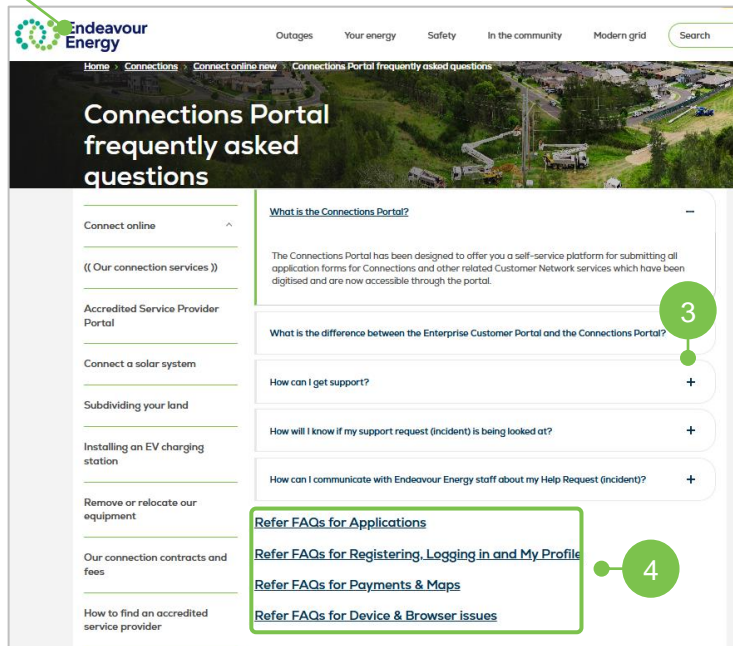 Endeavour
Energy
Outages
Your energy
Safety
In the community
Modern grid
Search
Home > Connections > Connect online new > Connections Portal frequently asked questions
Connections Portal
frequently asked
questions
Connect online
(( Our connection services ))
Accredited Service Provider
Portal
Connect a solar system
Subdividing your land
Installing an EV charging
station
Remove or relocate our
equipment
Our connection contracts and
fees
How to find an accredited
service provider
What is the Connections Portal?
The Connections Portal has been designed to offer you a self-service platform for submitting all
application forms for Connections and other related Customer Network services which have been
digitised and are now accessible through the portal.
3
What is the difference between the Enterprise Customer Portal and the Connections Portal?
How can I get support?
How will I know if my support request (incident) is being looked at?
How can I communicate with Endeavour Energy staff about my Help Request (incident)?
Refer FAQs for Applications
Refer FAQs for Registering, Logging in and My Profile
Refer FAQs for Payments & Maps
Refer FAQs for Device & Browser issues
4